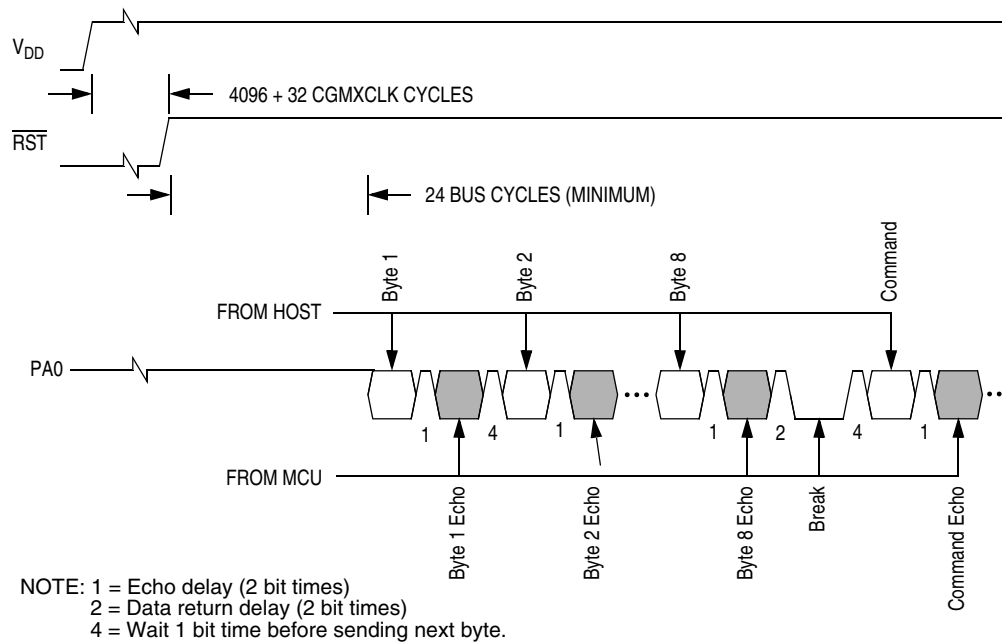 VDD
4096 + 32 CGMXCLK CYCLES
RST
24 BUS CYCLES (MINIMUM)
Byte 1
Byte 2
Byte 8
Command
FROM HOST
PA0
1
4
1
1
2
4
1
FROM MCU
Byte 1 Echo
Byte 2 Echo
Byte 8 Echo
Break
Command Echo
NOTE: 1 = Echo delay (2 bit times)
2 = Data return delay (2 bit times)
4 = Wait 1 bit time before sending next byte.